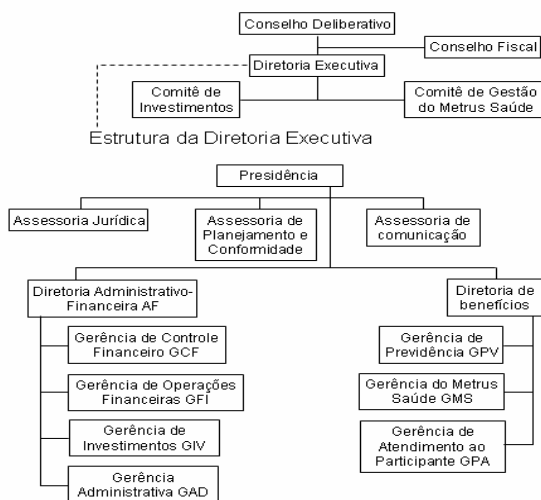 Conselho Deliberativo
Conselho Fiscal
Diretoria Executiva
Comitê de
Investimentos
Comitê de Gestão
do Metrus Saúde
Estrutura da Diretoria Executiva
Presidência
Assessoria Jurídica
Assessoria de
Planejamento e
Conformidade
Assessoria de
comunicação
Diretoria Administrativo-
Financeira AF
Gerência de Controle
Financeiro GCF
Gerência de Operações
Financeiras GFI
Gerência de
Investimentos GIV
Gerência
Administrativa GAD
Diretoria de
benefícios
Gerência de
Previdência GPV
Gerência do Metrus
Saúde GMS
Gerência de
Atendimento ao
Participante GPA